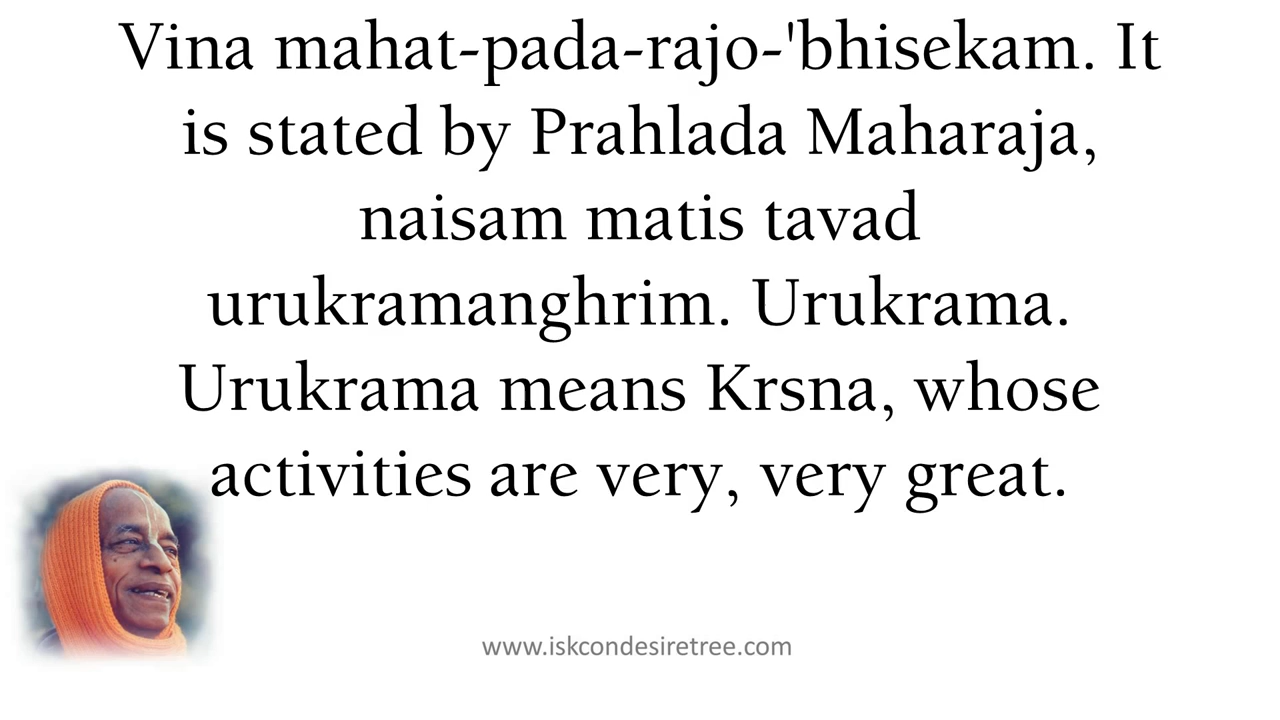 Vina mahat-pada-rajo-'bhisekam. It
is stated by Prahlada Maharaja,
naisam matis tavad
urukramanghrim. Urukrama.
Urukrama means Krsna, whose
activities are very, very great.
www.iskcondesiretree.com